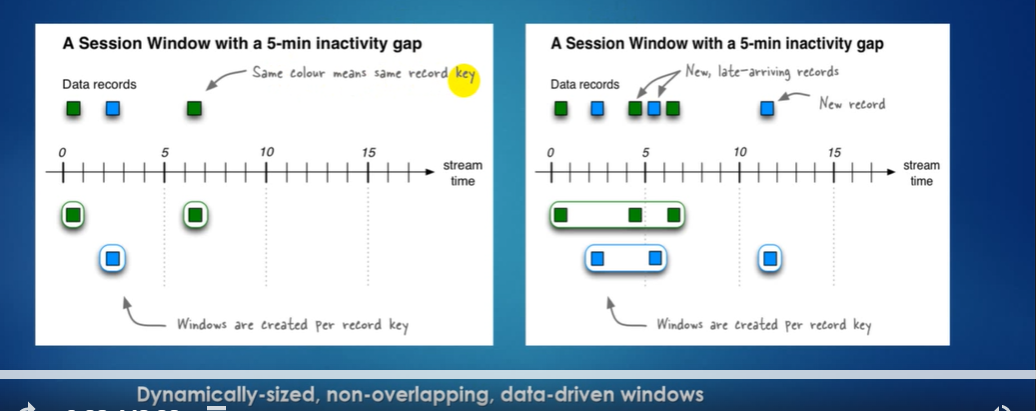 A Session Window with a 5-min inactivity gap
Same colour means same record key
Data records
0 5 10 15
stream
time
Windows are created per record key
A Session Window with a 5-min inactivity gap
New, late-arriving records
Data records
New record
0 5 10 15
stream
time
Windows are created per record key
Dynamically-sized, non-overlapping, data-driven windows